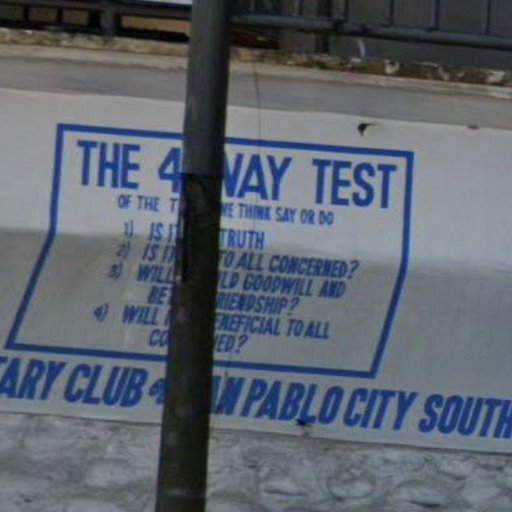 THE 4 WAY TEST
OF THE T WE THINK SAY OR DO
1) IS IT TRUTH
2) IS IT TO ALL CONCERNED?
3) WILL LD GOODWILL AND
BET RIENDSHIP?
4) WILL ENEFICIAL TO ALL
CO ED?
TARY CLUB AN PABLO CITY SOUTH